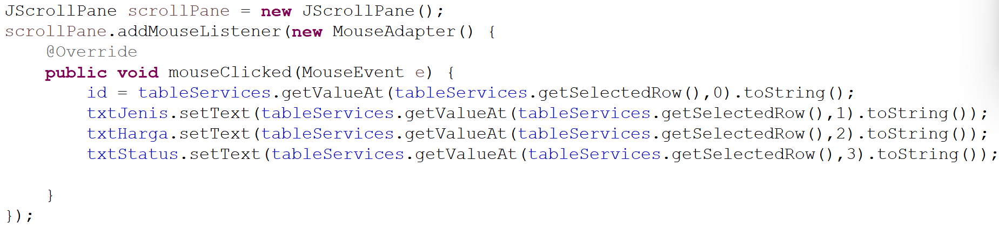 JScrollPane scrollPane = new JScrollPane();
scrollPane.addMouseListener(new MouseAdapter() {
    @Override
    public void mouseClicked(MouseEvent e) {
        id = tableServices.getValueAt(tableServices.getSelectedRow(),0).toString();
        txtJenis.setText(tableServices.getValueAt(tableServices.getSelectedRow(),1).toString());
        txtHarga.setText(tableServices.getValueAt(tableServices.getSelectedRow(),2).toString());
        txtStatus.setText(tableServices.getValueAt(tableServices.getSelectedRow(),3).toString());
    }
});